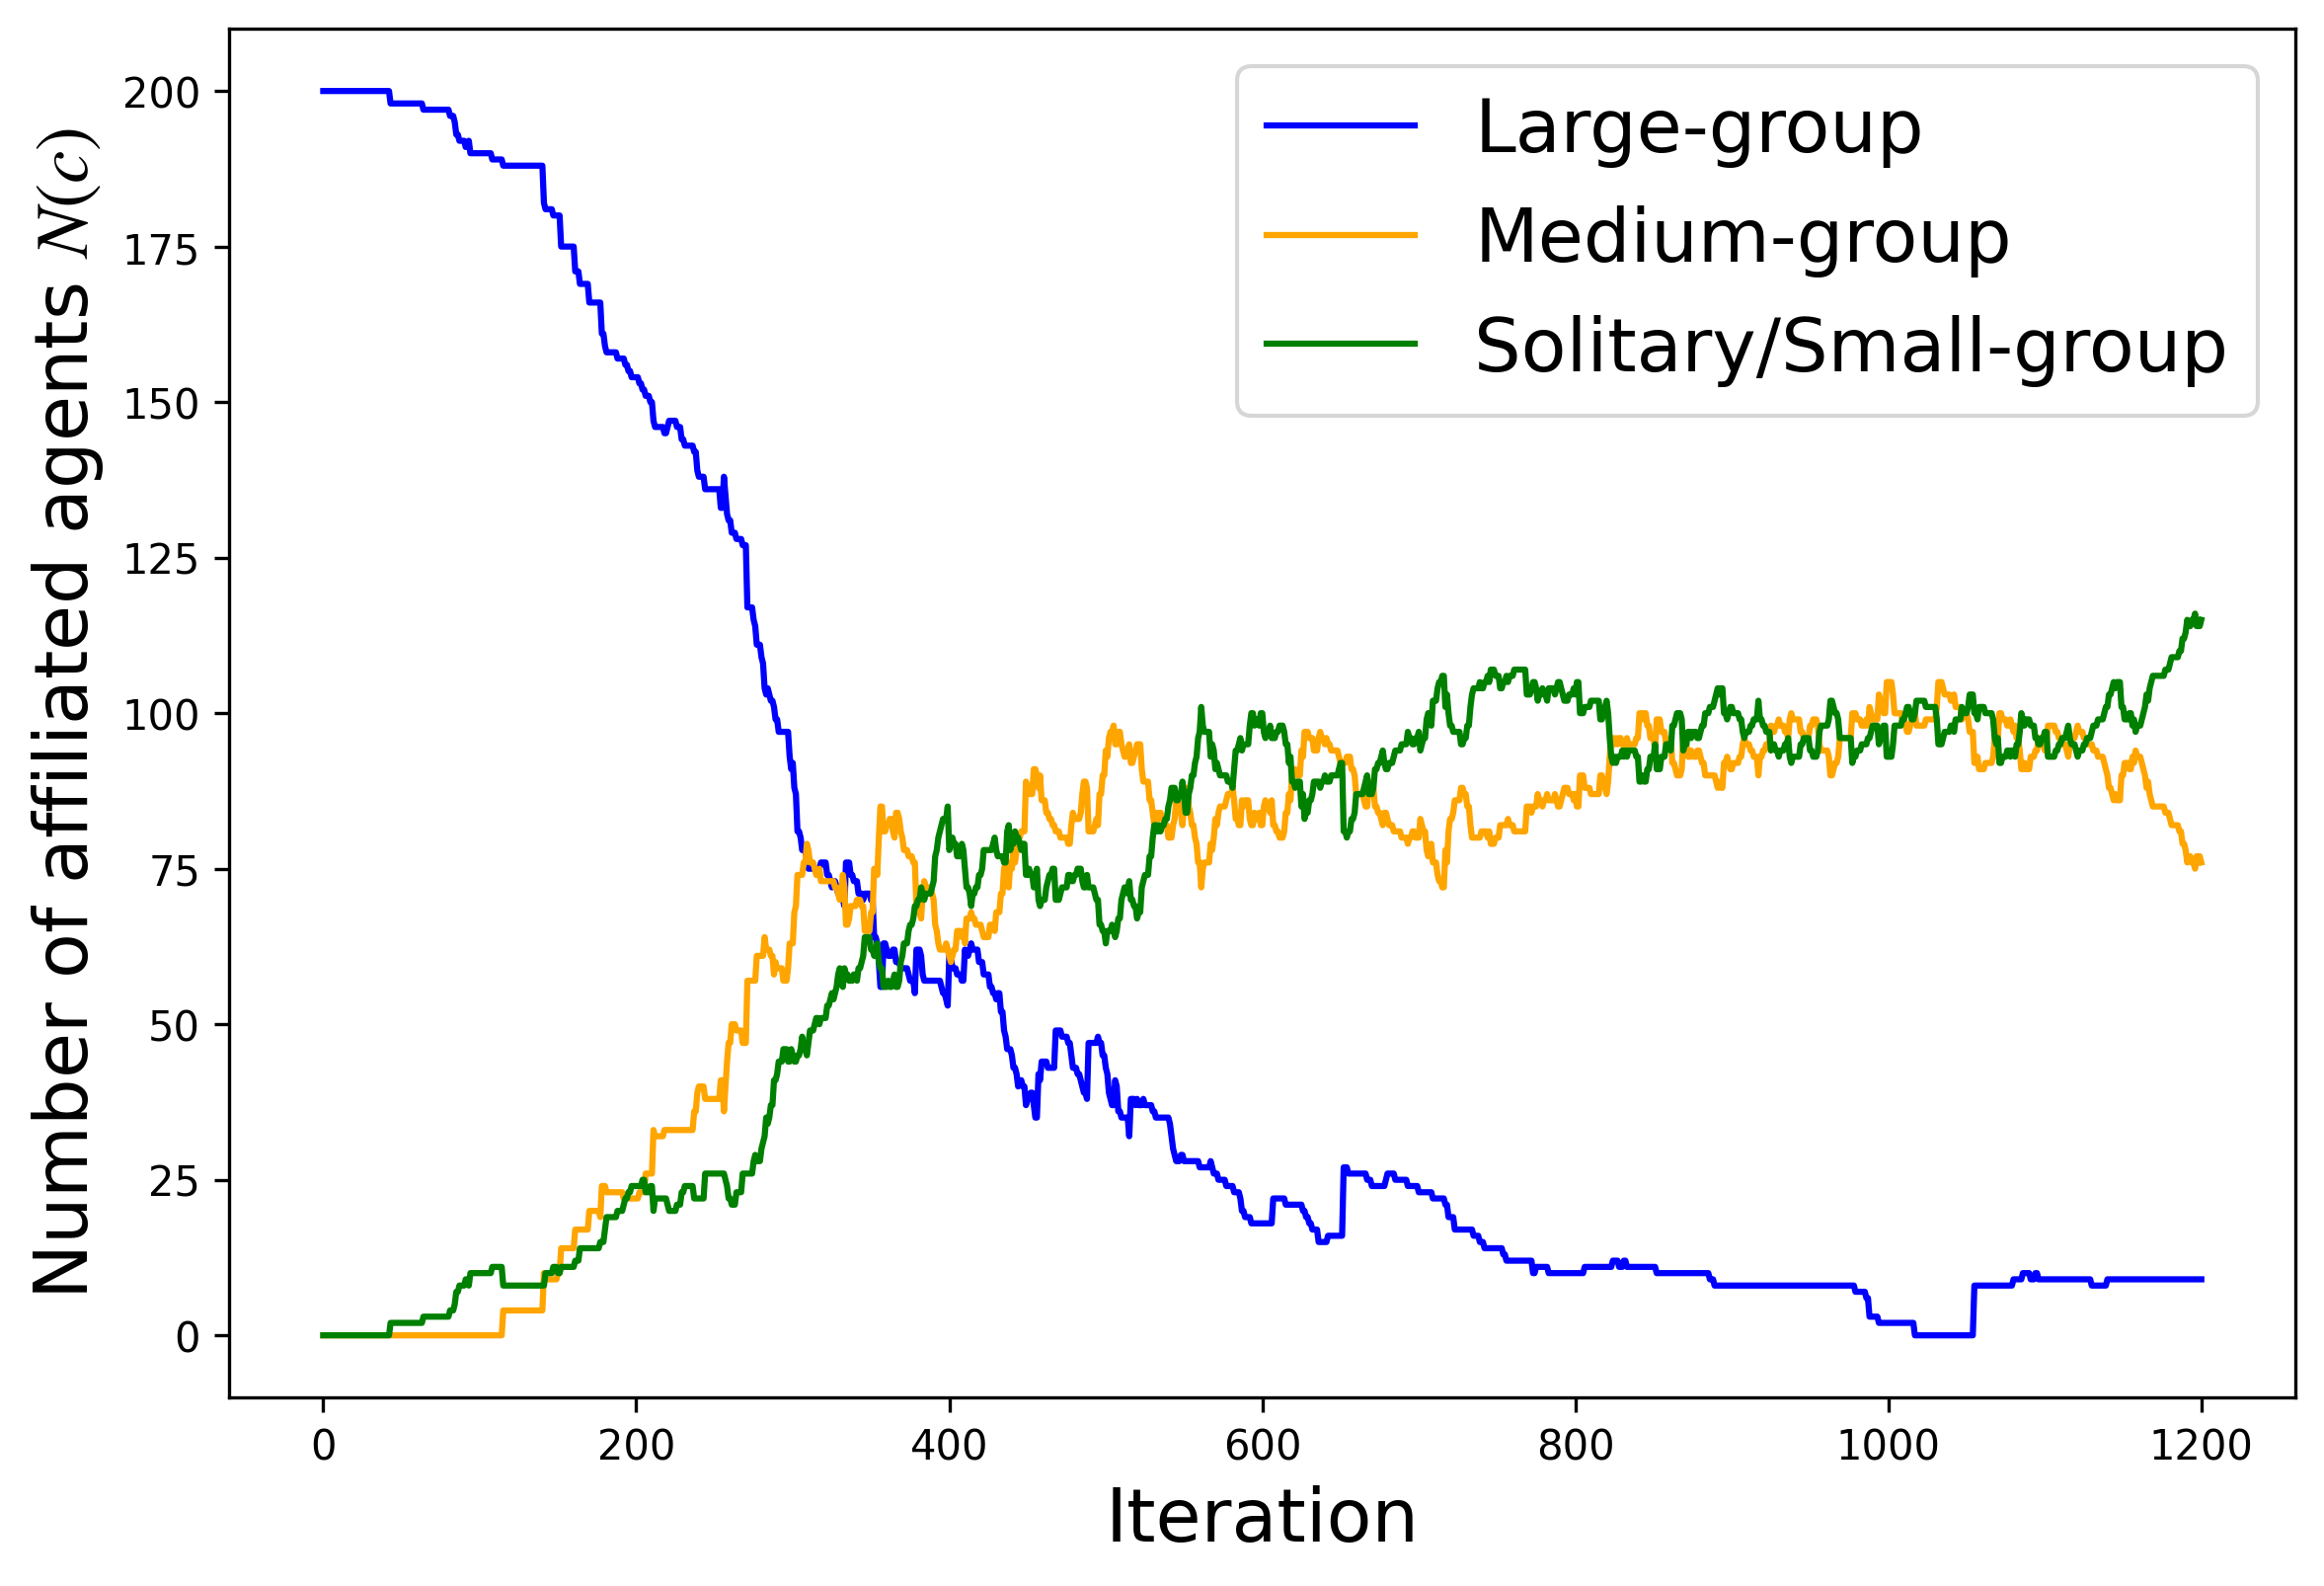 Number of affiliated agents N(c)
200
175
150
125
100
75
50
25
0
Large-group
Medium-group
Solitary/Small-group
0 200 400 600 800 1000 1200
Iteration